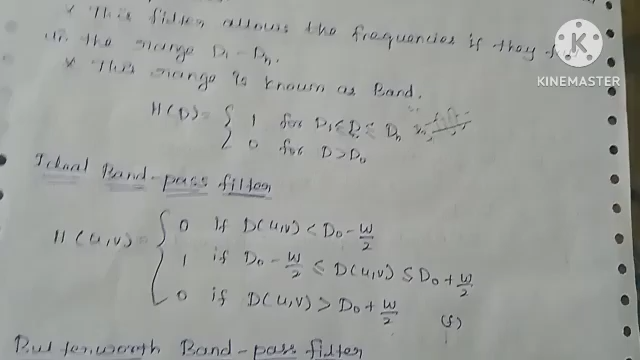 * This filter allows the frequencies if they
in the range D1 - Dn.
* This range is known as Band.
H(D) = { 1 for D1 ≤ D ≤ Dn
0 for D > D0
Ideal Band-pass filter
H(u,v) = { 0 If D(u,v) < D0 - W/2
1 if D0 - W/2 ≤ D(u,v) ≤ D0 + W/2
0 if D(u,v) > D0 + W/2
Butterworth Band-pass filter
KINEMASTER